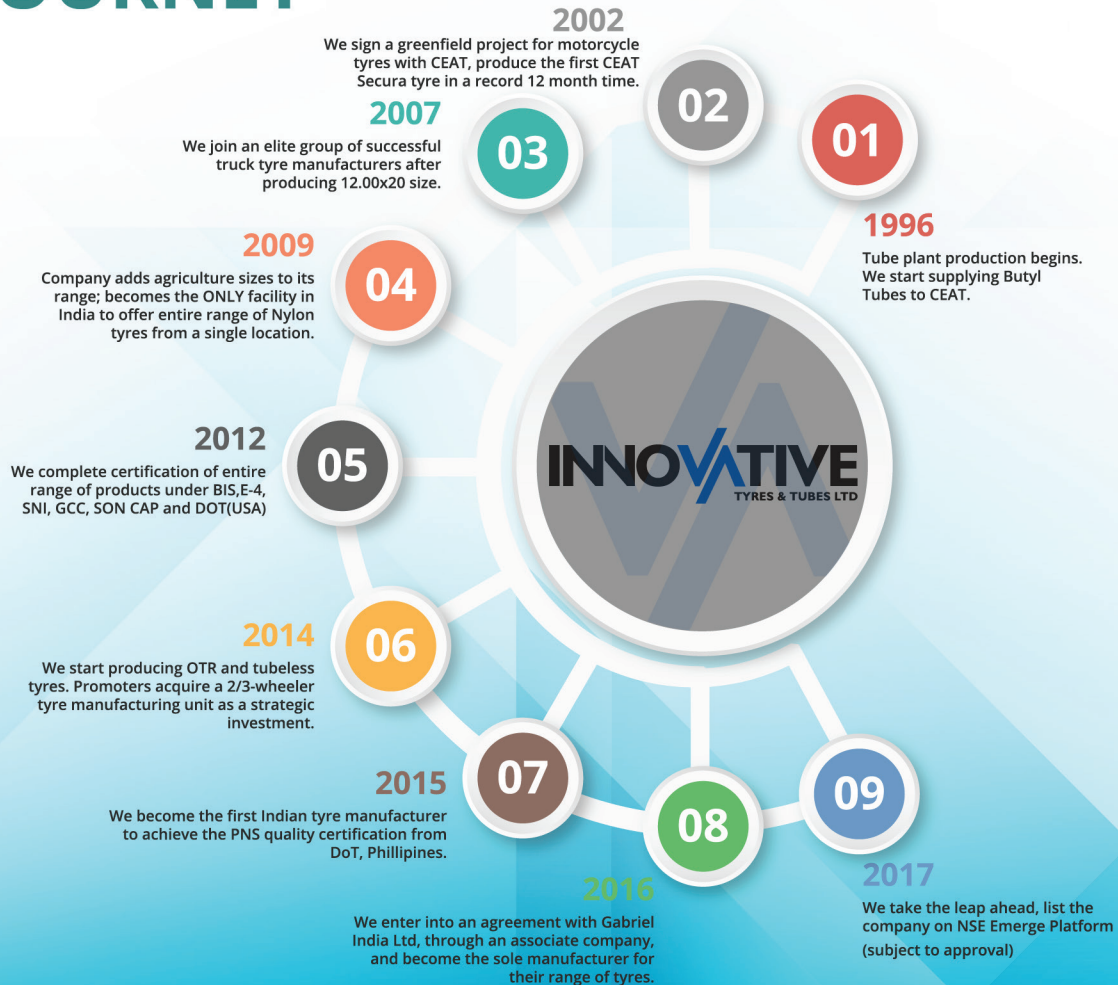 2002
We sign a greenfield project for motorcycle
tyres with CEAT, produce the first CEAT
Secura tyre in a record 12 month time.
02
01
1996
Tube plant production begins.
We start supplying Butyl
Tubes to CEAT.
2007
We join an elite group of successful
truck tyre manufacturers after
producing 12.00x20 size.
03
2009
Company adds agriculture sizes to its
range; becomes the ONLY facility in
India to offer entire range of Nylon
tyres from a single location.
04
INNOVATIVE
TYRES & TUBES LTD
2012
We complete certification of entire
range of products under BIS,E-4,
SNI, GCC, SON CAP and DOT(USA)
05
2014
We start producing OTR and tubeless
tyres. Promoters acquire a 2/3-wheeler
tyre manufacturing unit as a strategic
investment.
06
2015
We become the first Indian tyre manufacturer
to achieve the PNS quality certification from
DoT, Phillipines.
07
2016
We enter into an agreement with Gabriel
India Ltd, through an associate company,
and become the sole manufacturer for
their range of tyres.
08
09
2017
We take the leap ahead, list the
company on NSE Emerge Platform
(subject to approval)